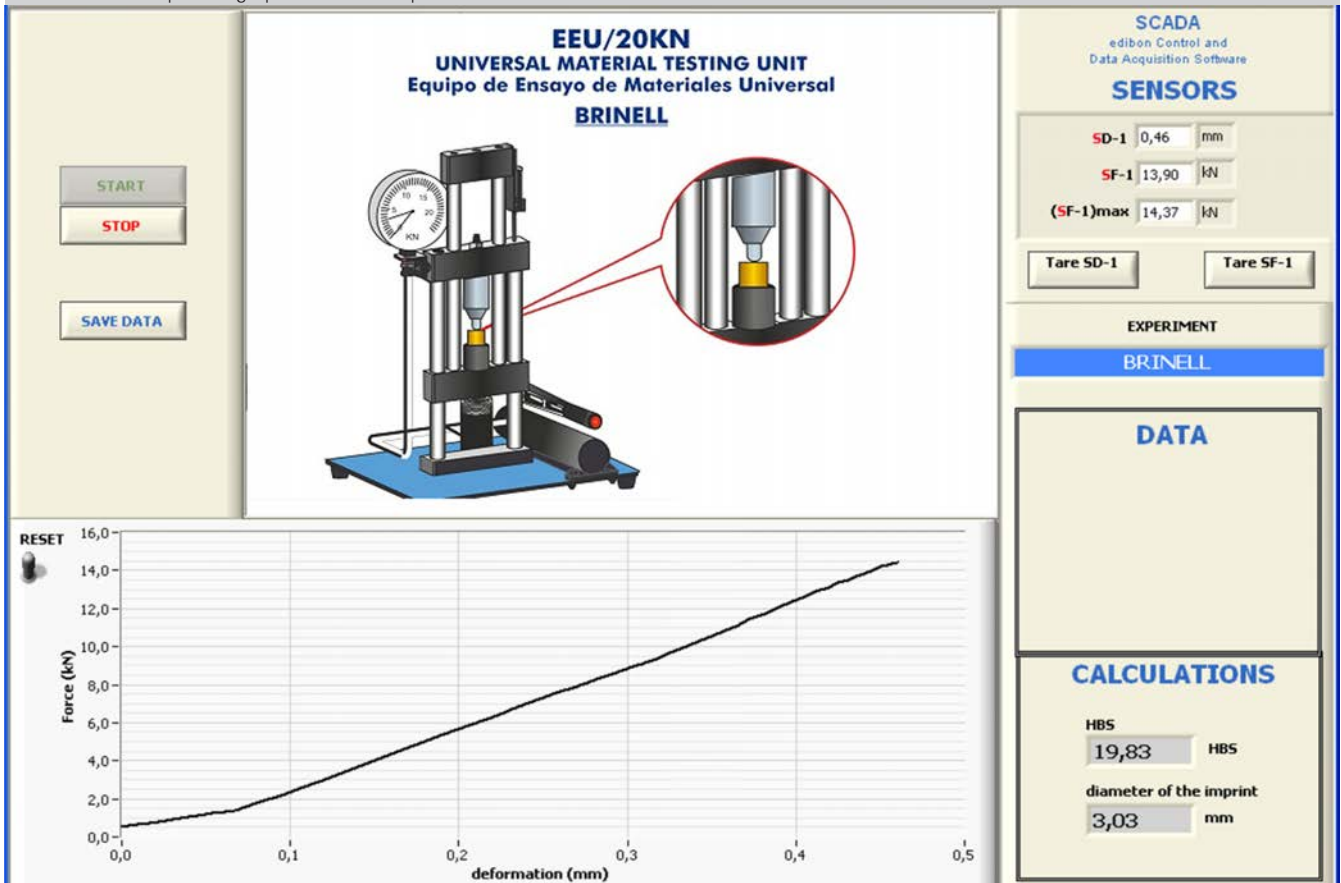 EEU/20KN
UNIVERSAL MATERIAL TESTING UNIT
Equipo de Ensayo de Materiales Universal
BRINELL
START
STOP
SAVE DATA
5
10
15
20
KN
SCADA
edibon Control and
Data Acquisition Software
SENSORS
SD-1 0,46 mm
SF-1 13,90 kN
(SF-1)max 14,37 kN
Tare SD-1 Tare SF-1
EXPERIMENT
BRINELL
DATA
CALCULATIONS
HBS
19,83 HBS
diameter of the imprint
3,03 mm
RESET
Force (kN)
16,0
14,0
12,0
10,0
8,0
6,0
4,0
2,0
0,0
0,0 0,1 0,2 0,3 0,4 0,5
deformation (mm)